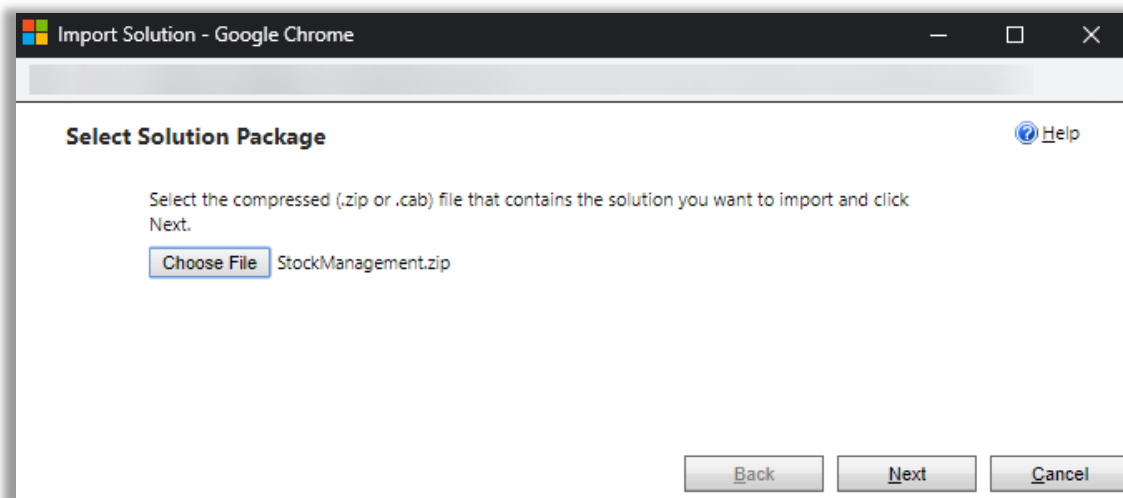 Import Solution - Google Chrome
Select Solution Package
Help
Select the compressed (.zip or .cab) file that contains the solution you want to import and click
Next.
Choose File StockManagement.zip
Back Next Cancel